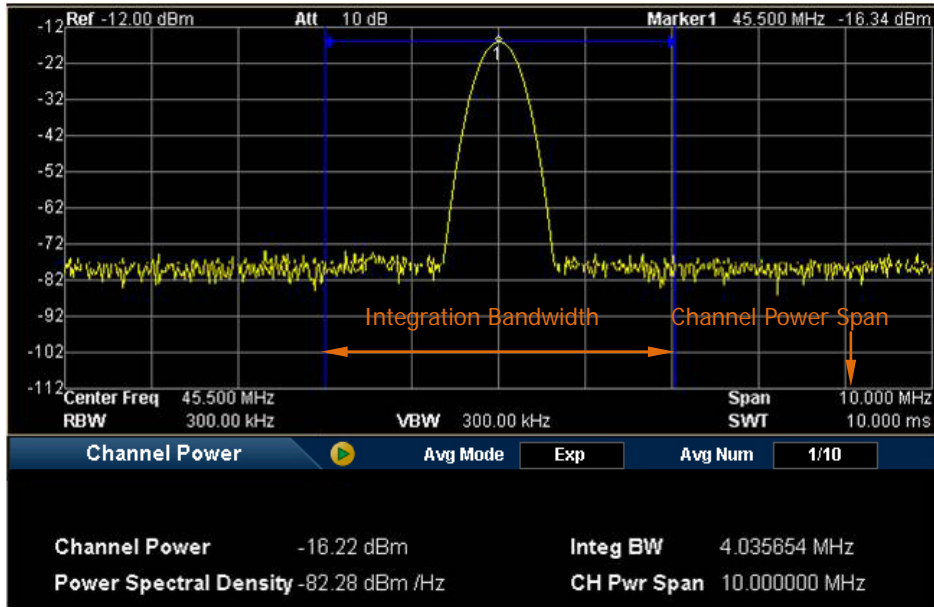 Ref -12.00 dBm Att 10 dB Marker1 45.500 MHz -16.34 dBm
-12
1
-22
-32
-42
-52
-62
-72
-82
-92
Integration Bandwidth Channel Power Span
-102
-112
Center Freq 45.500 MHz Span 10.000 MHz
RBW 300.00 kHz VBW 300.00 kHz SWT 10.000 ms
Channel Power Avg Mode Exp Avg Num 1/10
Channel Power -16.22 dBm Integ BW 4.035654 MHz
Power Spectral Density -82.28 dBm /Hz CH Pwr Span 10.000000 MHz